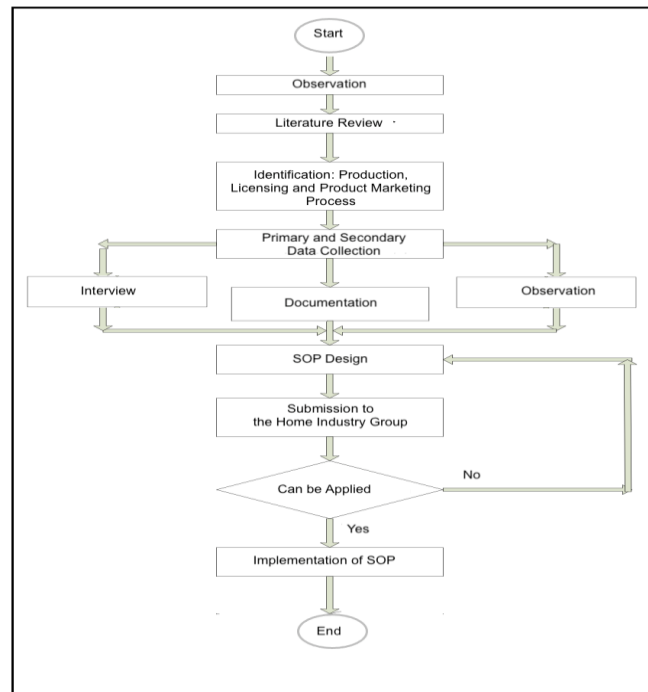 Start
Observation
Literature Review
Identification: Production,
Licensing and Product Marketing
Process
Primary and Secondary
Data Collection
Interview
Documentation
Observation
SOP Design
Submission to
the Home Industry Group
Can be Applied
No
Yes
Implementation of SOP
End